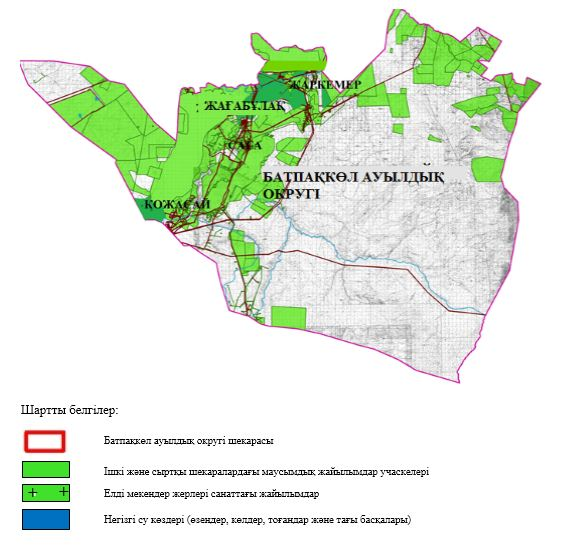 ЖАРКЕМЕР
ЖАҒАБҰЛАҚ
САҒА
БАТПАҚКӨЛ АУЫЛДЫҚ
ОКРУГІ
ҚОЖАСАЙ
Шартты белгілер:
Батпақкөл ауылдық округі шекарасы
Ішкі және сыртқы шекаралардағы маусымдық жайылымдар учаскелері
Елді мекендер жерлері санаттағы жайылымдар
Негізгі су көздері (өзендер, көлдер, тоғандар және тағы басқалары)